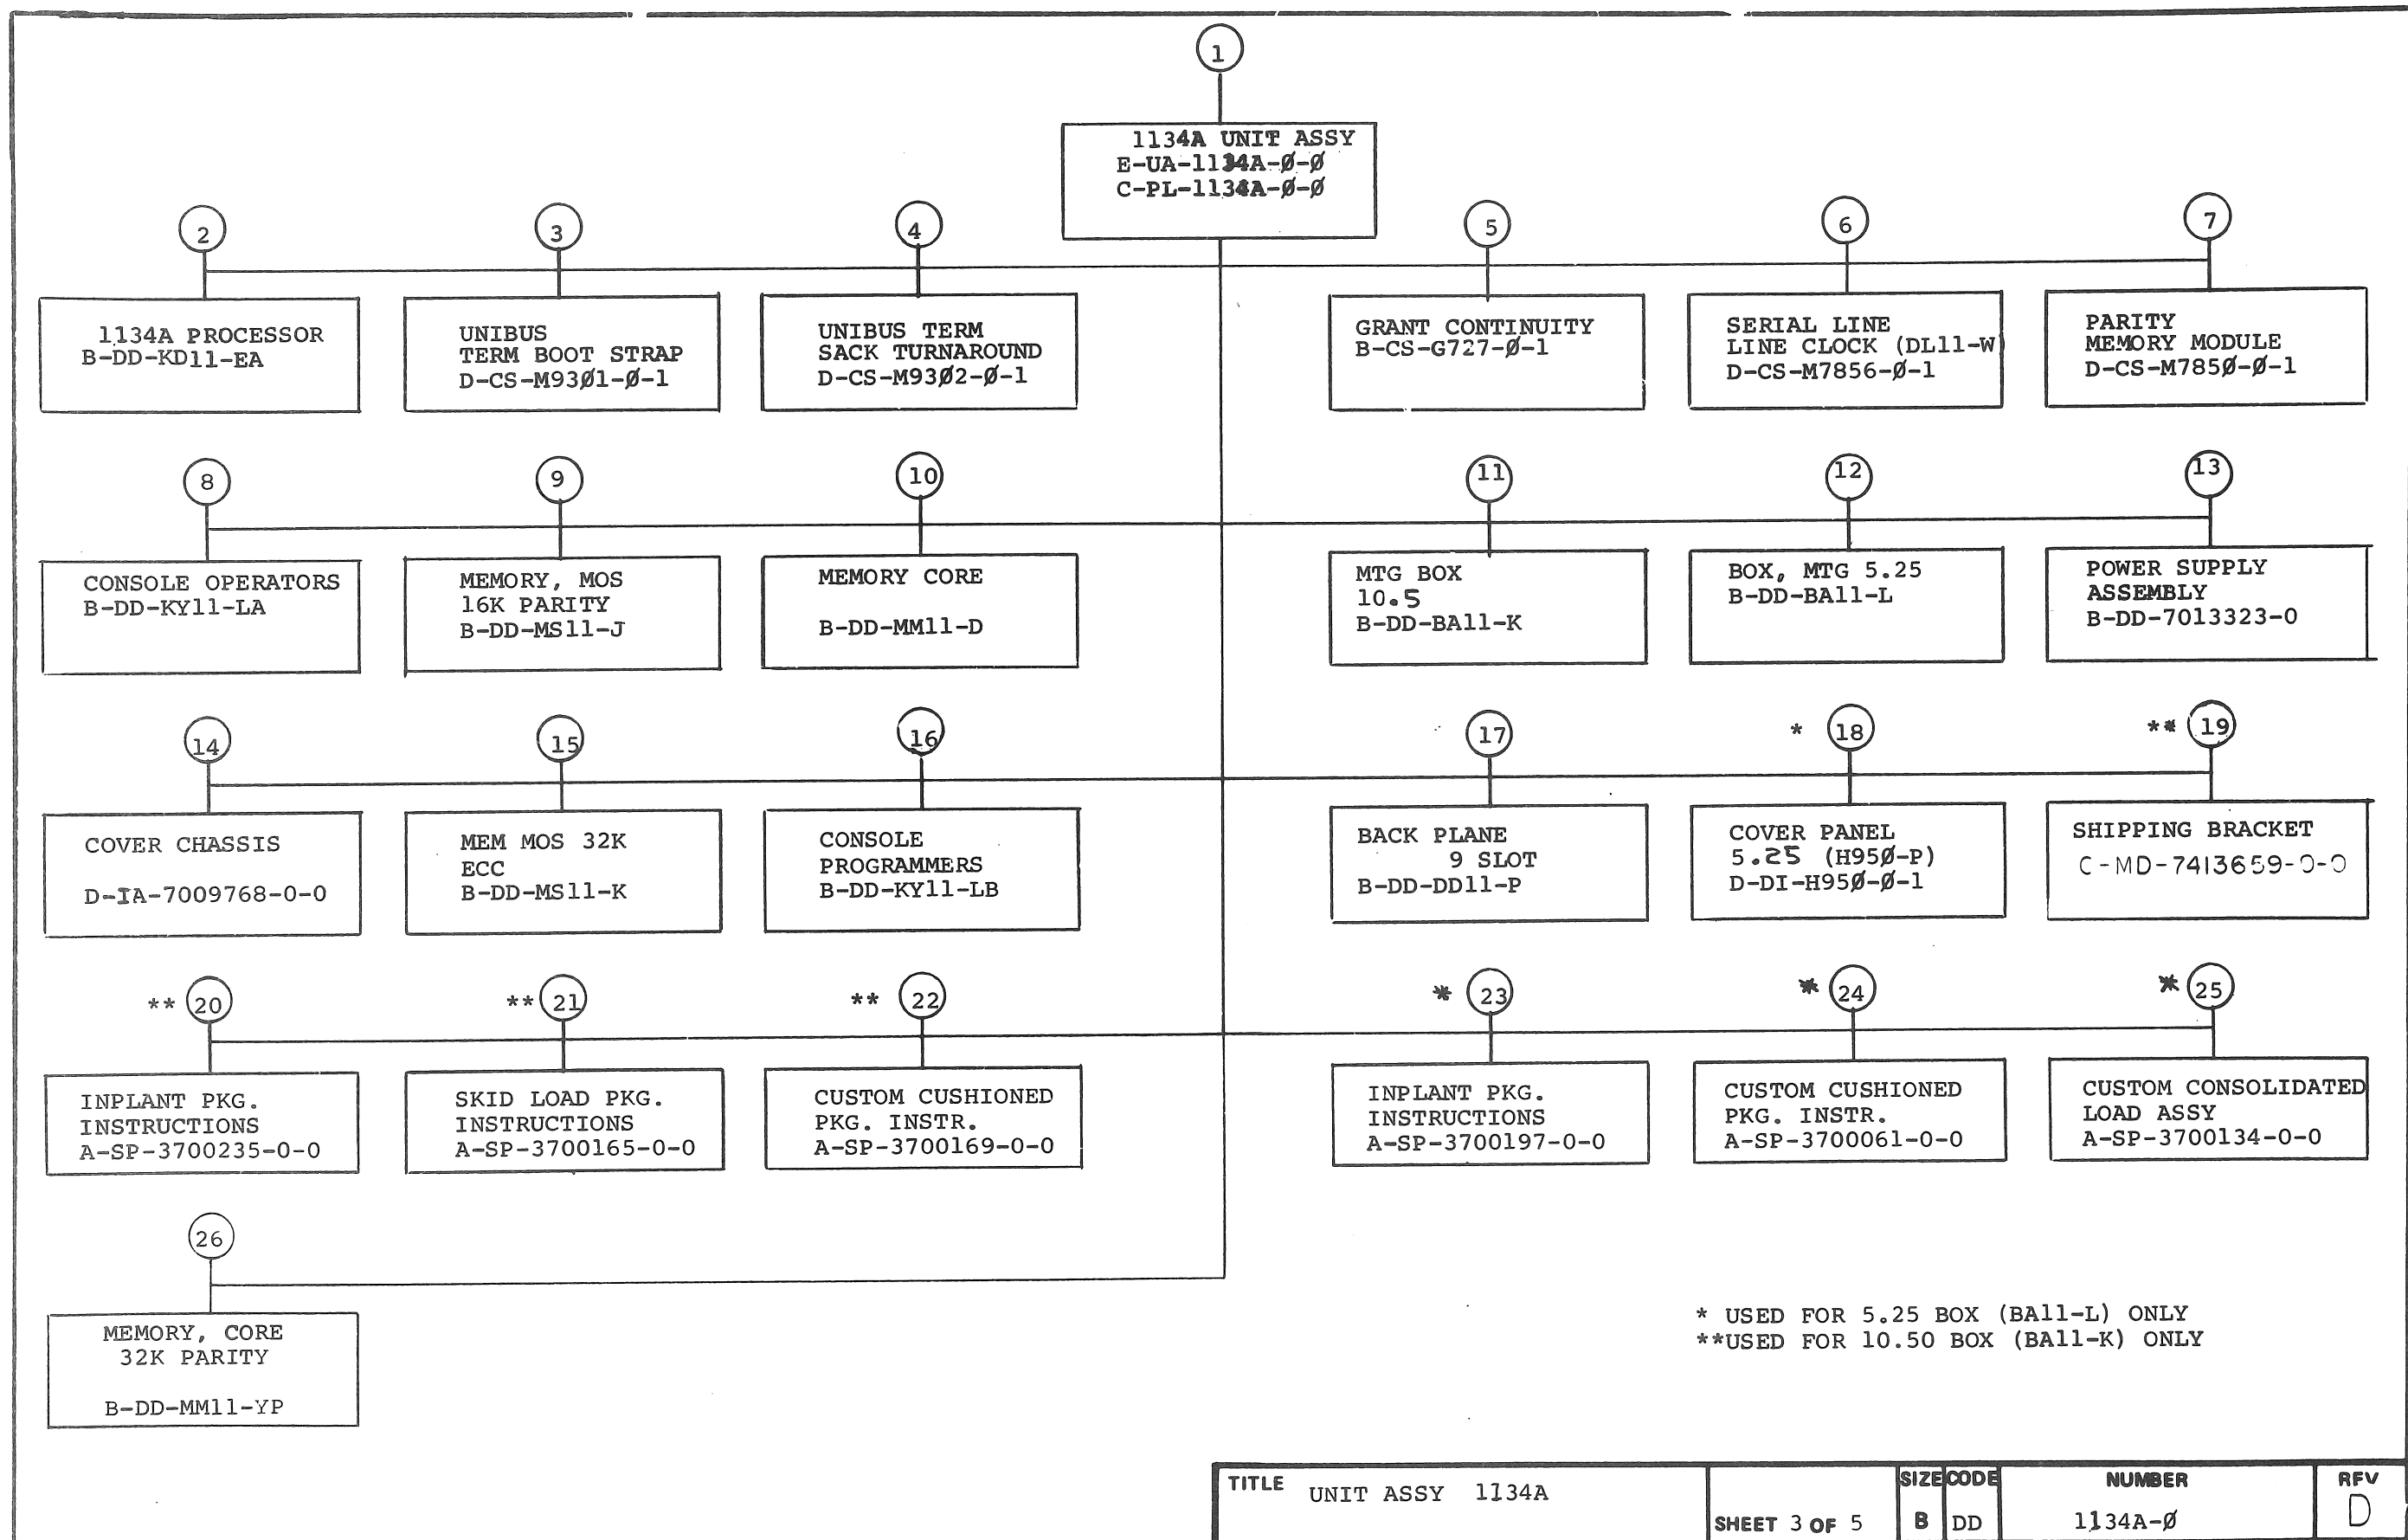 1
1134A UNIT ASSY
E-UA-1134A-Ø-Ø
C-PL-1134A-Ø-Ø
2
3
4
5
6
7
1134A PROCESSOR
B-DD-KD11-EA
UNIBUS
TERM BOOT STRAP
D-CS-M93Ø1-Ø-1
UNIBUS TERM
SACK TURNAROUND
D-CS-M93Ø2-Ø-1
GRANT CONTINUITY
B-CS-G727-Ø-1
SERIAL LINE
LINE CLOCK (DL11-W)
D-CS-M7856-Ø-1
PARITY
MEMORY MODULE
D-CS-M785Ø-Ø-1
8
9
10
11
12
13
CONSOLE OPERATORS
B-DD-KY11-LA
MEMORY, MOS
16K PARITY
B-DD-MS11-J
MEMORY CORE
B-DD-MM11-D
MTG BOX
10.5
B-DD-BA11-K
BOX, MTG 5.25
B-DD-BA11-L
POWER SUPPLY
ASSEMBLY
B-DD-7013323-0
14
15
16
17
* 18
** 19
COVER CHASSIS
D-IA-7009768-0-0
MEM MOS 32K
ECC
B-DD-MS11-K
CONSOLE
PROGRAMMERS
B-DD-KY11-LB
BACK PLANE
9 SLOT
B-DD-DD11-P
COVER PANEL
5.25 (H95Ø-P)
D-DI-H95Ø-Ø-1
SHIPPING BRACKET
C-MD-7413659-0-0
** 20
** 21
** 22
* 23
* 24
* 25
INPLANT PKG.
INSTRUCTIONS
A-SP-3700235-0-0
SKID LOAD PKG.
INSTRUCTIONS
A-SP-3700165-0-0
CUSTOM CUSHIONED
PKG. INSTR.
A-SP-3700169-0-0
INPLANT PKG.
INSTRUCTIONS
A-SP-3700197-0-0
CUSTOM CUSHIONED
PKG. INSTR.
A-SP-3700061-0-0
CUSTOM CONSOLIDATED
LOAD ASSY
A-SP-3700134-0-0
26
MEMORY, CORE
32K PARITY
B-DD-MM11-YP
* USED FOR 5.25 BOX (BA11-L) ONLY
**USED FOR 10.50 BOX (BA11-K) ONLY
TITLE UNIT ASSY 1134A
SHEET 3 OF 5
SIZE B
CODE DD
NUMBER 1134A-Ø
REV D